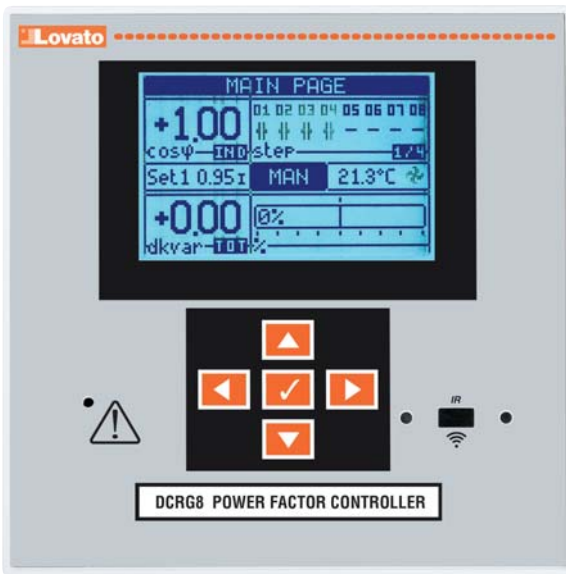 Lovato
MAIN PAGE
+1.00
01 02 03 04 05 06 07 08
cosφ IND step 1/4
Set1 0.95I MAN 21.3°C
+0.00 0%
dkvar TOT %
IR
DCRG8 POWER FACTOR CONTROLLER